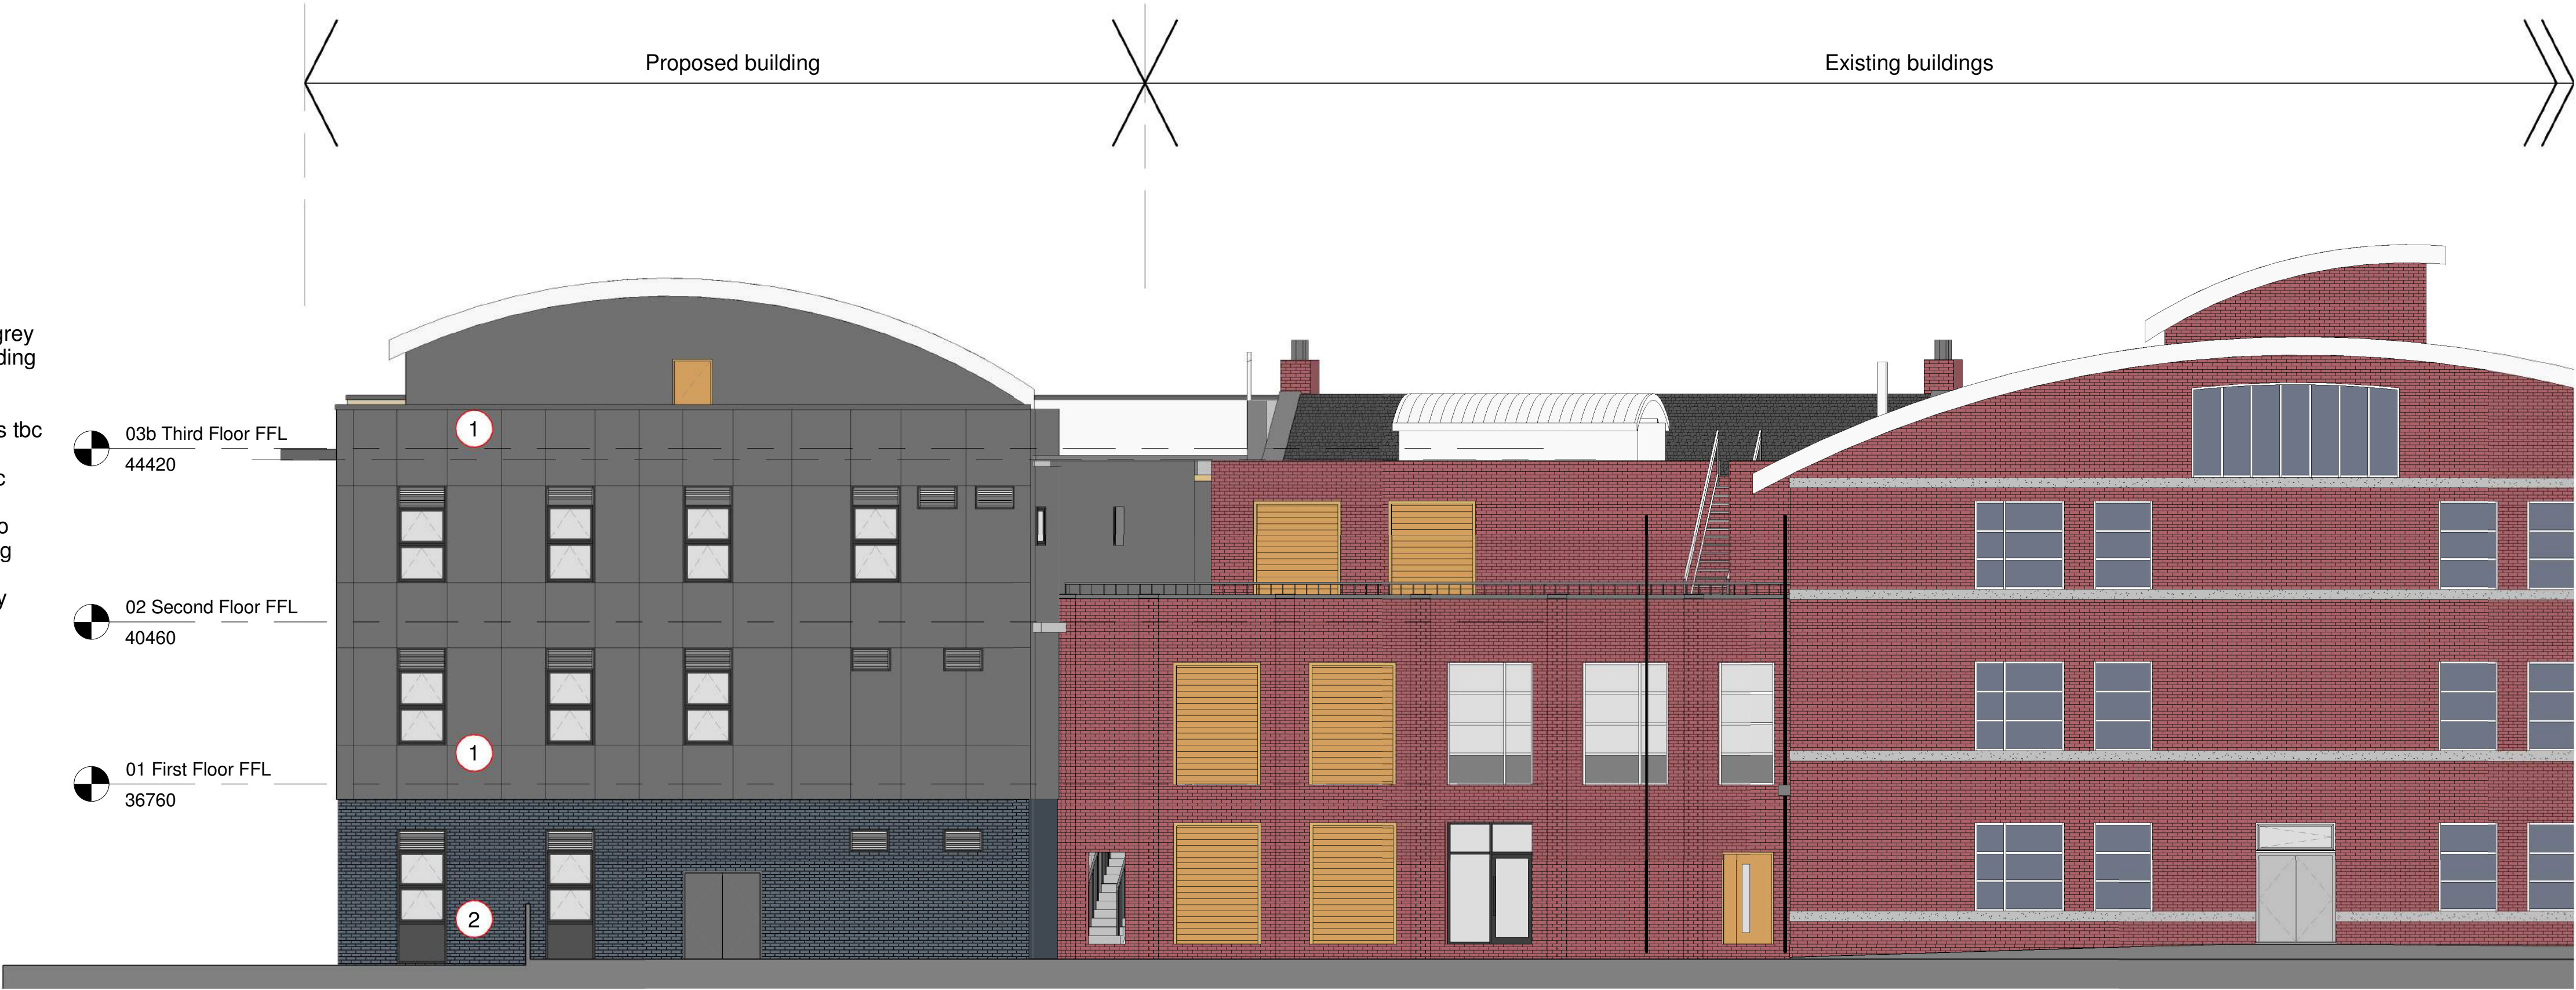 Proposed building
Existing buildings
grey
ding
s tbc
c
o
g
y
03b Third Floor FFL
44420
02 Second Floor FFL
40460
01 First Floor FFL
36760
1
1
2